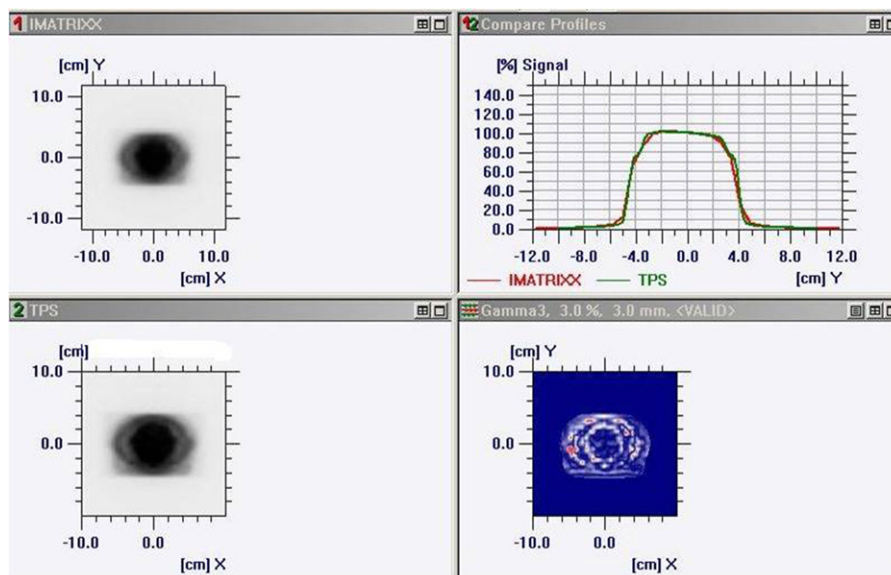 1 IMATRIXX
[cm] Y
10.0
0.0
-10.0
-10.0 0.0 10.0
[cm] X
12 Compare Profiles
[%] Signal
140.0
120.0
100.0
80.0
60.0
40.0
20.0
0.0
-12.0 -8.0 -4.0 0.0 4.0 8.0 12.0
IMATRIXX TPS [cm] Y
2 TPS
[cm]
10.0
0.0
-10.0 0.0
[cm] X
Gamma3, 3.0 %, 3.0 mm, <VALID>
[cm] Y
10.0
0.0
-10.0 0.0
[cm] X